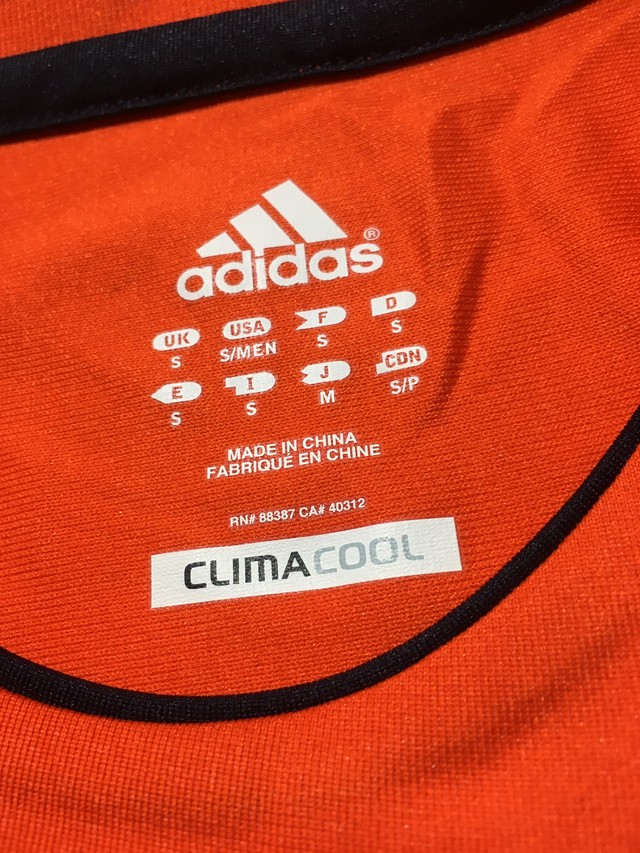 adidas®
UK USA F D
S S/MEN S S
E I J CDN
S S M S/P
MADE IN CHINA
FABRIQUÉ EN CHINE
RN# 88387 CA# 40312
CLIMACOOL